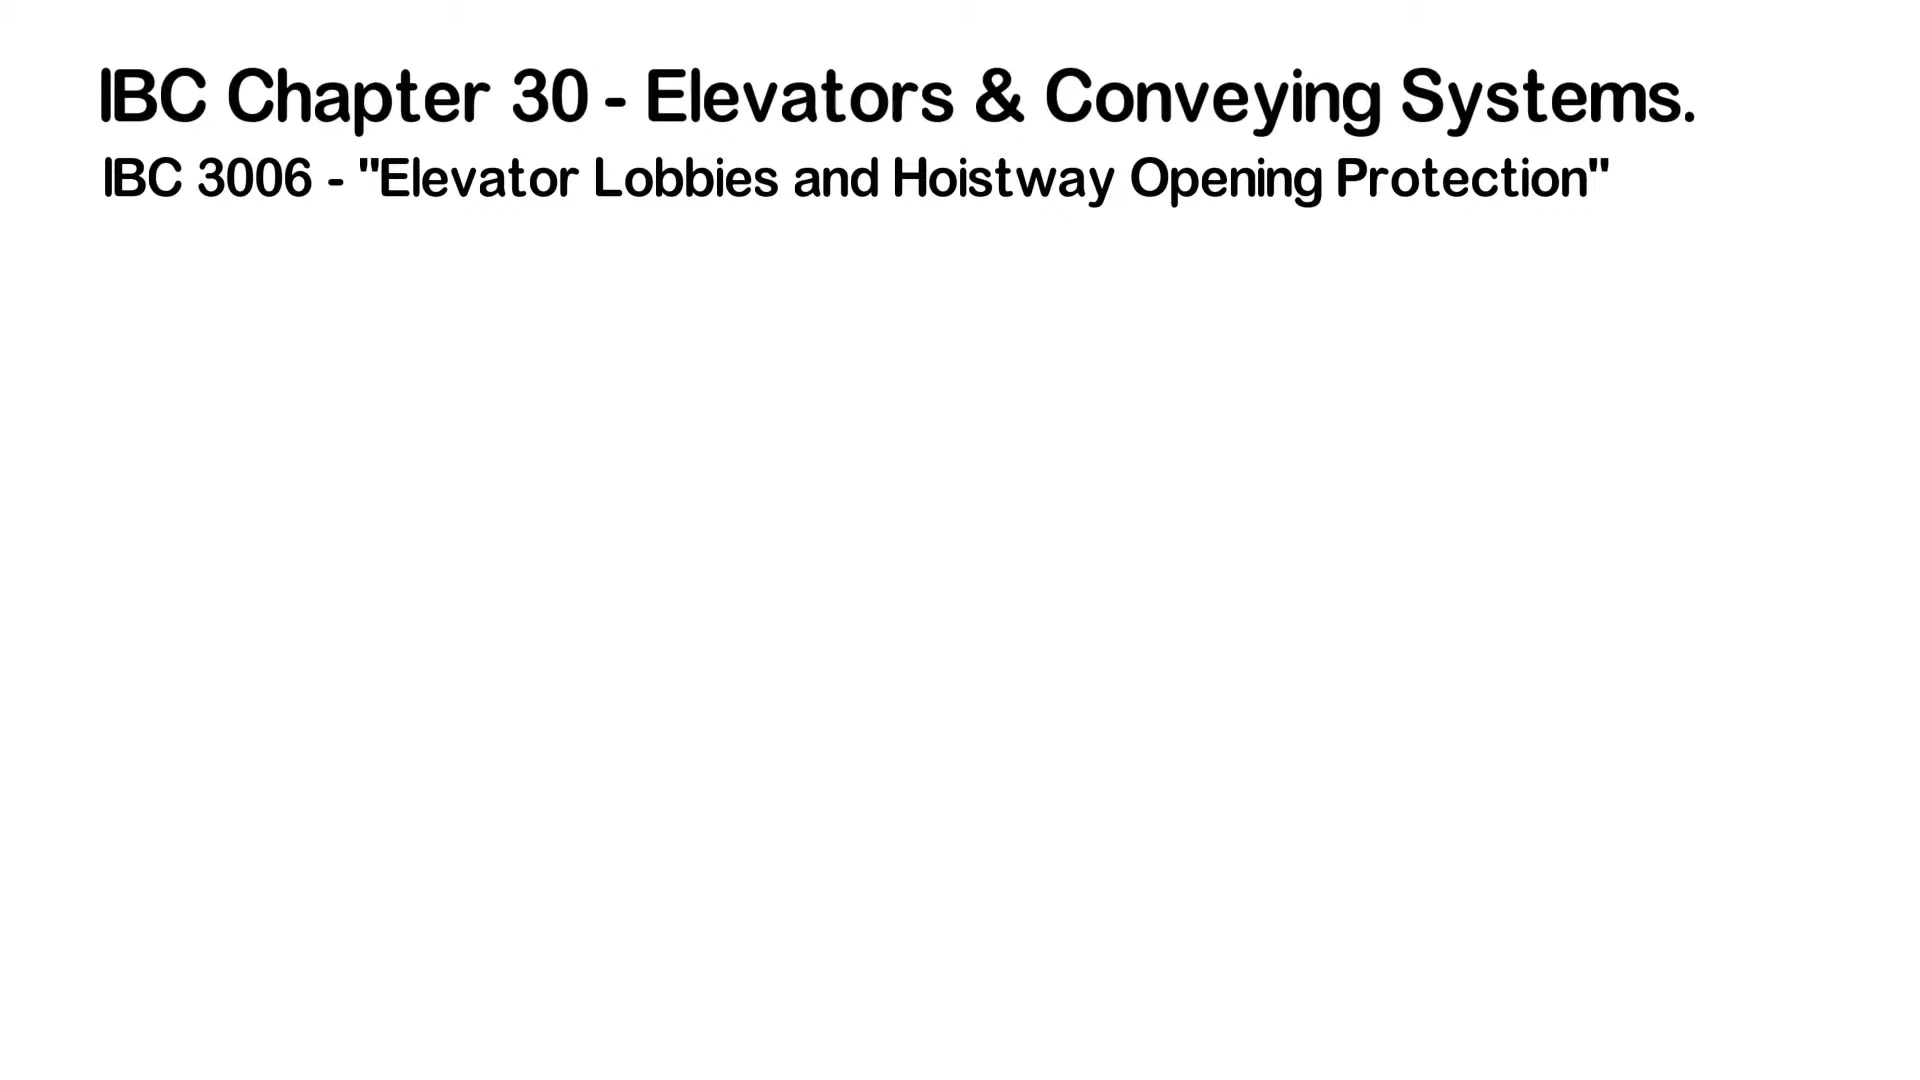 IBC Chapter 30 - Elevators & Conveying Systems.
IBC 3006 - "Elevator Lobbies and Hoistway Opening Protection"